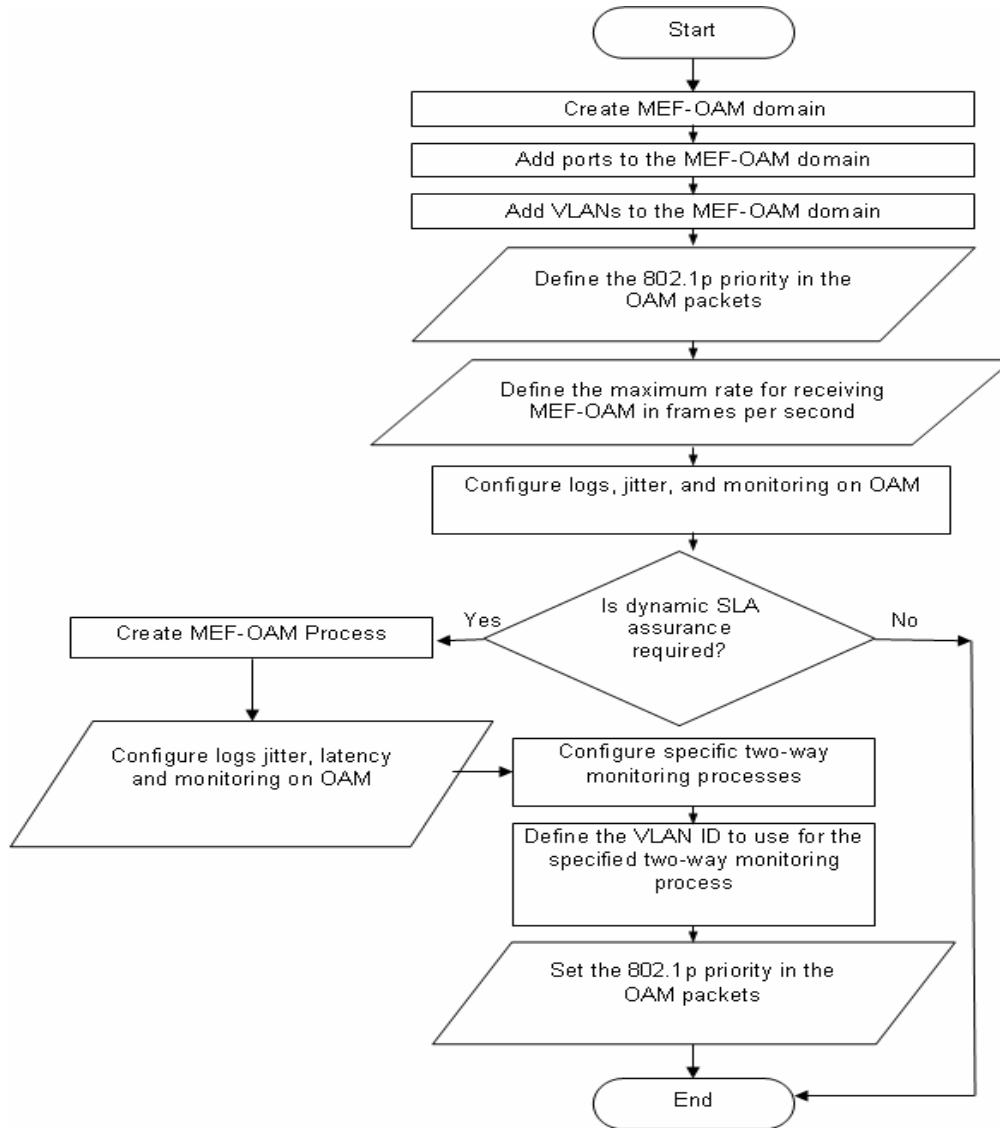 Start
Create MEF-OAM domain
Add ports to the MEF-OAM domain
Add VLANs to the MEF-OAM domain
Define the 802.1p priority in the
OAM packets
Define the maximum rate for receiving
MEF-OAM in frames per second
Configure logs, jitter, and monitoring on OAM
Is dynamic SLA
assurance
required?
Yes
No
Create MEF-OAM Process
Configure logs jitter, latency
and monitoring on OAM
Configure specific two-way
monitoring processes
Define the VLAN ID to use for the
specified two-way monitoring
process
Set the 802.1p priority in the
OAM packets
End